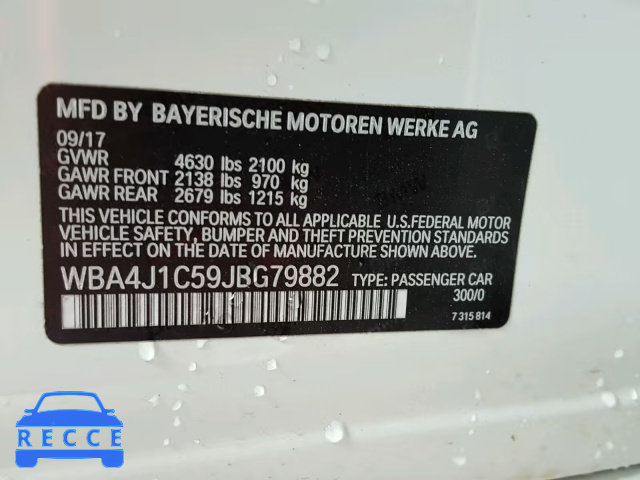 MFD BY BAYERISCHE MOTOREN WERKE AG
09/17
GVWR 4630 lbs 2100 kg
GAWR FRONT 2138 lbs 970 kg
GAWR REAR 2679 lbs 1215 kg
THIS VEHICLE CONFORMS TO ALL APPLICABLE U.S.FEDERAL MOTOR
VEHICLE SAFETY, BUMPER AND THEFT PREVENTION STANDARDS
IN EFFECT ON THE DATE OF MANUFACTURE SHOWN ABOVE.
WBA4J1C59JBG79882 TYPE: PASSENGER CAR
300/0
7 315 814
RECCE